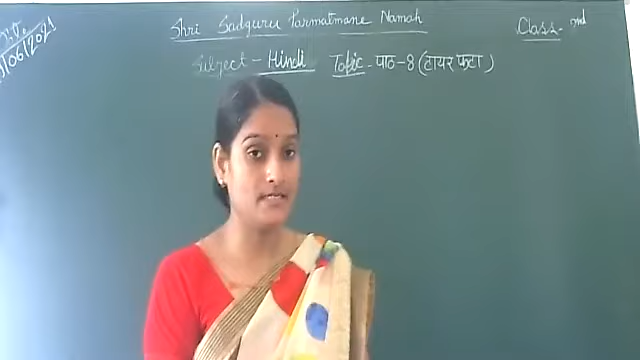 Shri Sadguru Parmatmane Namah
Class - 2nd
/06/2021
Subject - Hindi Topic - पाठ-8 (टायर फटा)